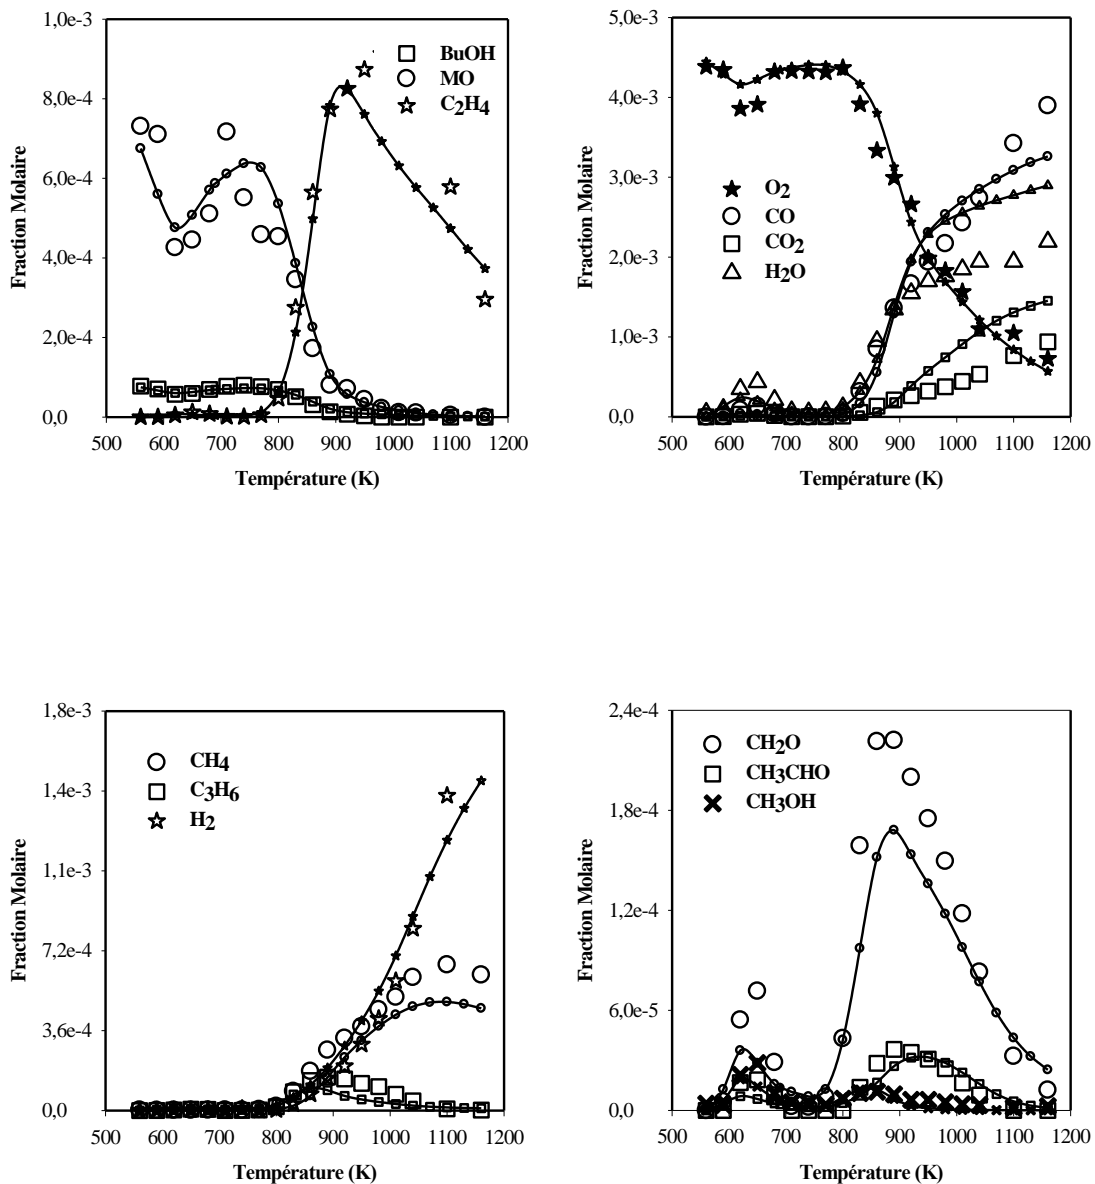 1,0e-3
8,0e-4
6,0e-4
4,0e-4
2,0e-4
0,0
500 600 700 800 900 1000 1100 1200
Fraction Molaire
Température (K)
BuOH
MO
C2H4
5,0e-3
4,0e-3
3,0e-3
2,0e-3
1,0e-3
0,0
500 600 700 800 900 1000 1100 1200
Fraction Molaire
Température (K)
O2
CO
CO2
H2O
1,8e-3
1,4e-3
1,1e-3
7,2e-4
3,6e-4
0,0
500 600 700 800 900 1000 1100 1200
Fraction Molaire
Température (K)
CH4
C3H6
H2
2,4e-4
1,8e-4
1,2e-4
6,0e-5
0,0
500 600 700 800 900 1000 1100 1200
Fraction Molaire
Température (K)
CH2O
CH3CHO
CH3OH